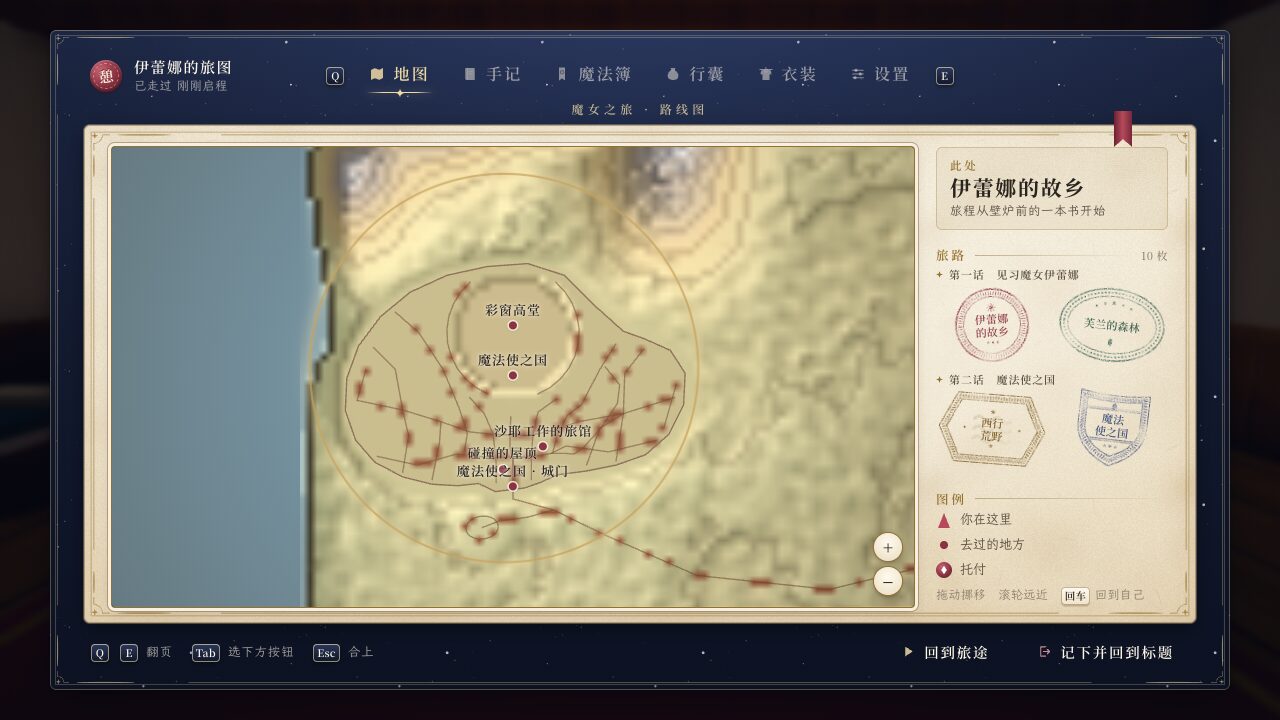 憩
伊蕾娜的旅图
已走过 刚刚启程
Q
地图
手记
魔法簿
行囊
衣装
设置
E
魔女之旅 · 路线图
彩窗高堂
魔法使之国
沙耶工作的旅馆
碰撞的屋顶
魔法使之国 · 城门
+
−
此处
伊蕾娜的故乡
旅程从壁炉前的一本书开始
旅路
10 枚
第一话 见习魔女伊蕾娜
伊蕾娜
的故乡
芙兰的森林
第二话 魔法使之国
西行
荒野
魔法
使之国
图例
你在这里
去过的地方
托付
拖动挪移 滚轮远近 回车 回到自己
Q E 翻页 Tab 选下方按钮 Esc 合上
回到旅途
记下并回到标题